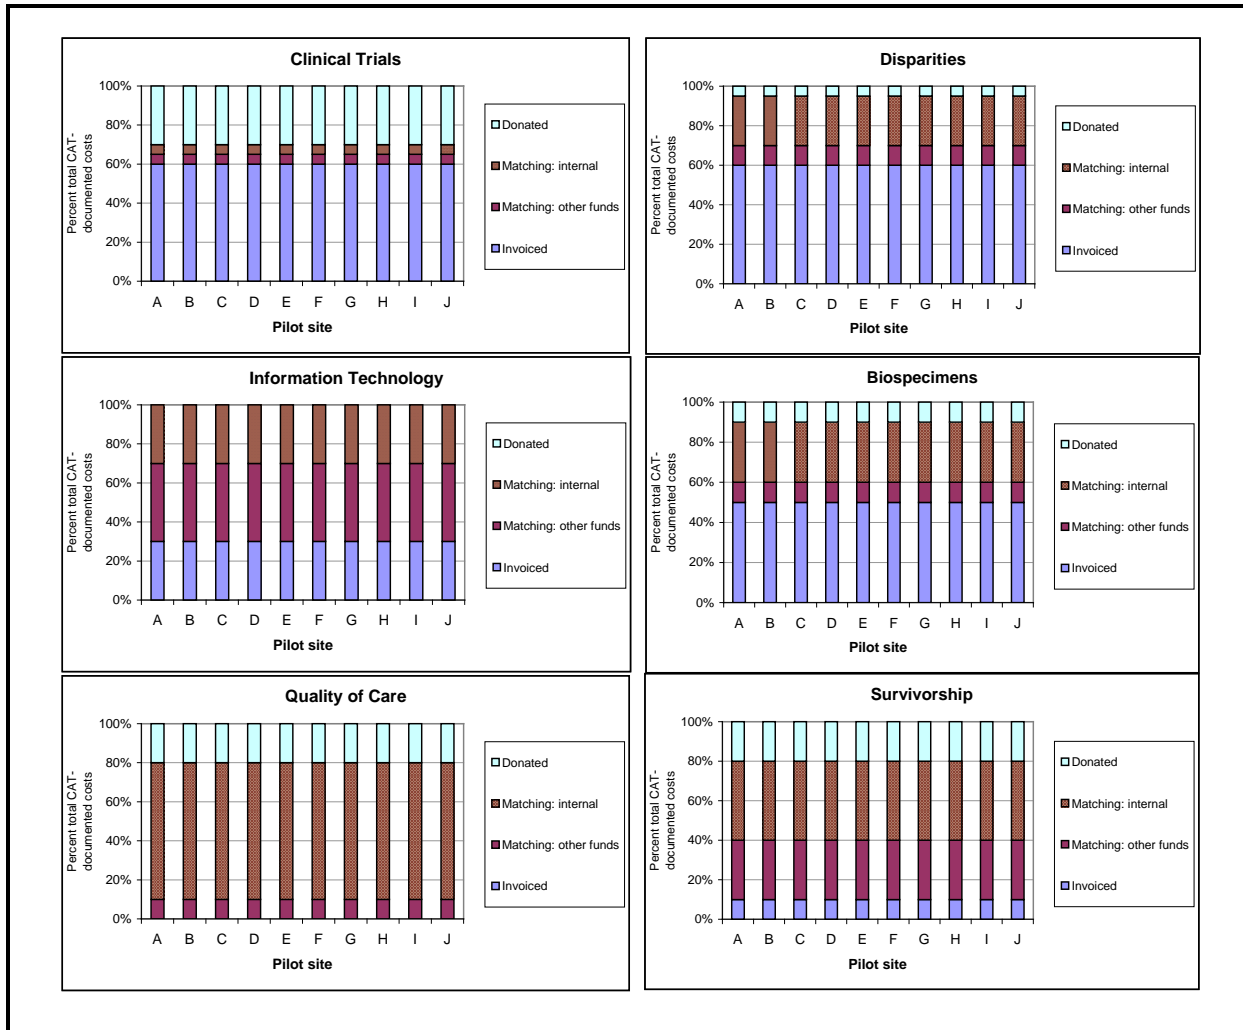 Clinical Trials
100%
80%
60%
40%
20%
0%
Percent total CAT-
documented costs
A B C D E F G H I J
Pilot site
Donated
Matching: internal
Matching: other funds
Invoiced
Disparities
100%
80%
60%
40%
20%
0%
Percent total CAT-
documented costs
A B C D E F G H I J
Pilot site
Donated
Matching: internal
Matching: other funds
Invoiced
Information Technology
100%
80%
60%
40%
20%
0%
Percent total CAT-
documented costs
A B C D E F G H I J
Pilot site
Donated
Matching: internal
Matching: other funds
Invoiced
Biospecimens
100%
80%
60%
40%
20%
0%
Percent total CAT-
documented costs
A B C D E F G H I J
Pilot site
Donated
Matching: internal
Matching: other funds
Invoiced
Quality of Care
100%
80%
60%
40%
20%
0%
Percent total CAT-
documented costs
A B C D E F G H I J
Pilot site
Donated
Matching: internal
Matching: other funds
Invoiced
Survivorship
100%
80%
60%
40%
20%
0%
Percent total CAT-
documented costs
A B C D E F G H I J
Pilot site
Donated
Matching: internal
Matching: other funds
Invoiced